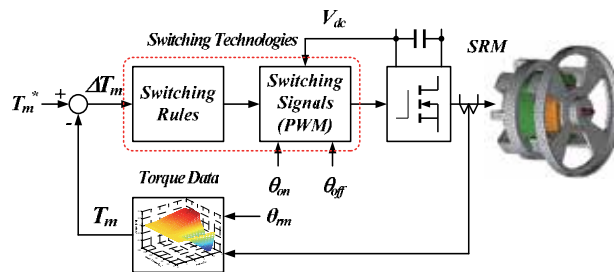 V_dc
Switching Technologies
SRM
ΔT_m
T_m*
+
-
Switching
Rules
Switching
Signals
(PWM)
θ_on
θ_off
Torque Data
T_m
θ_rm